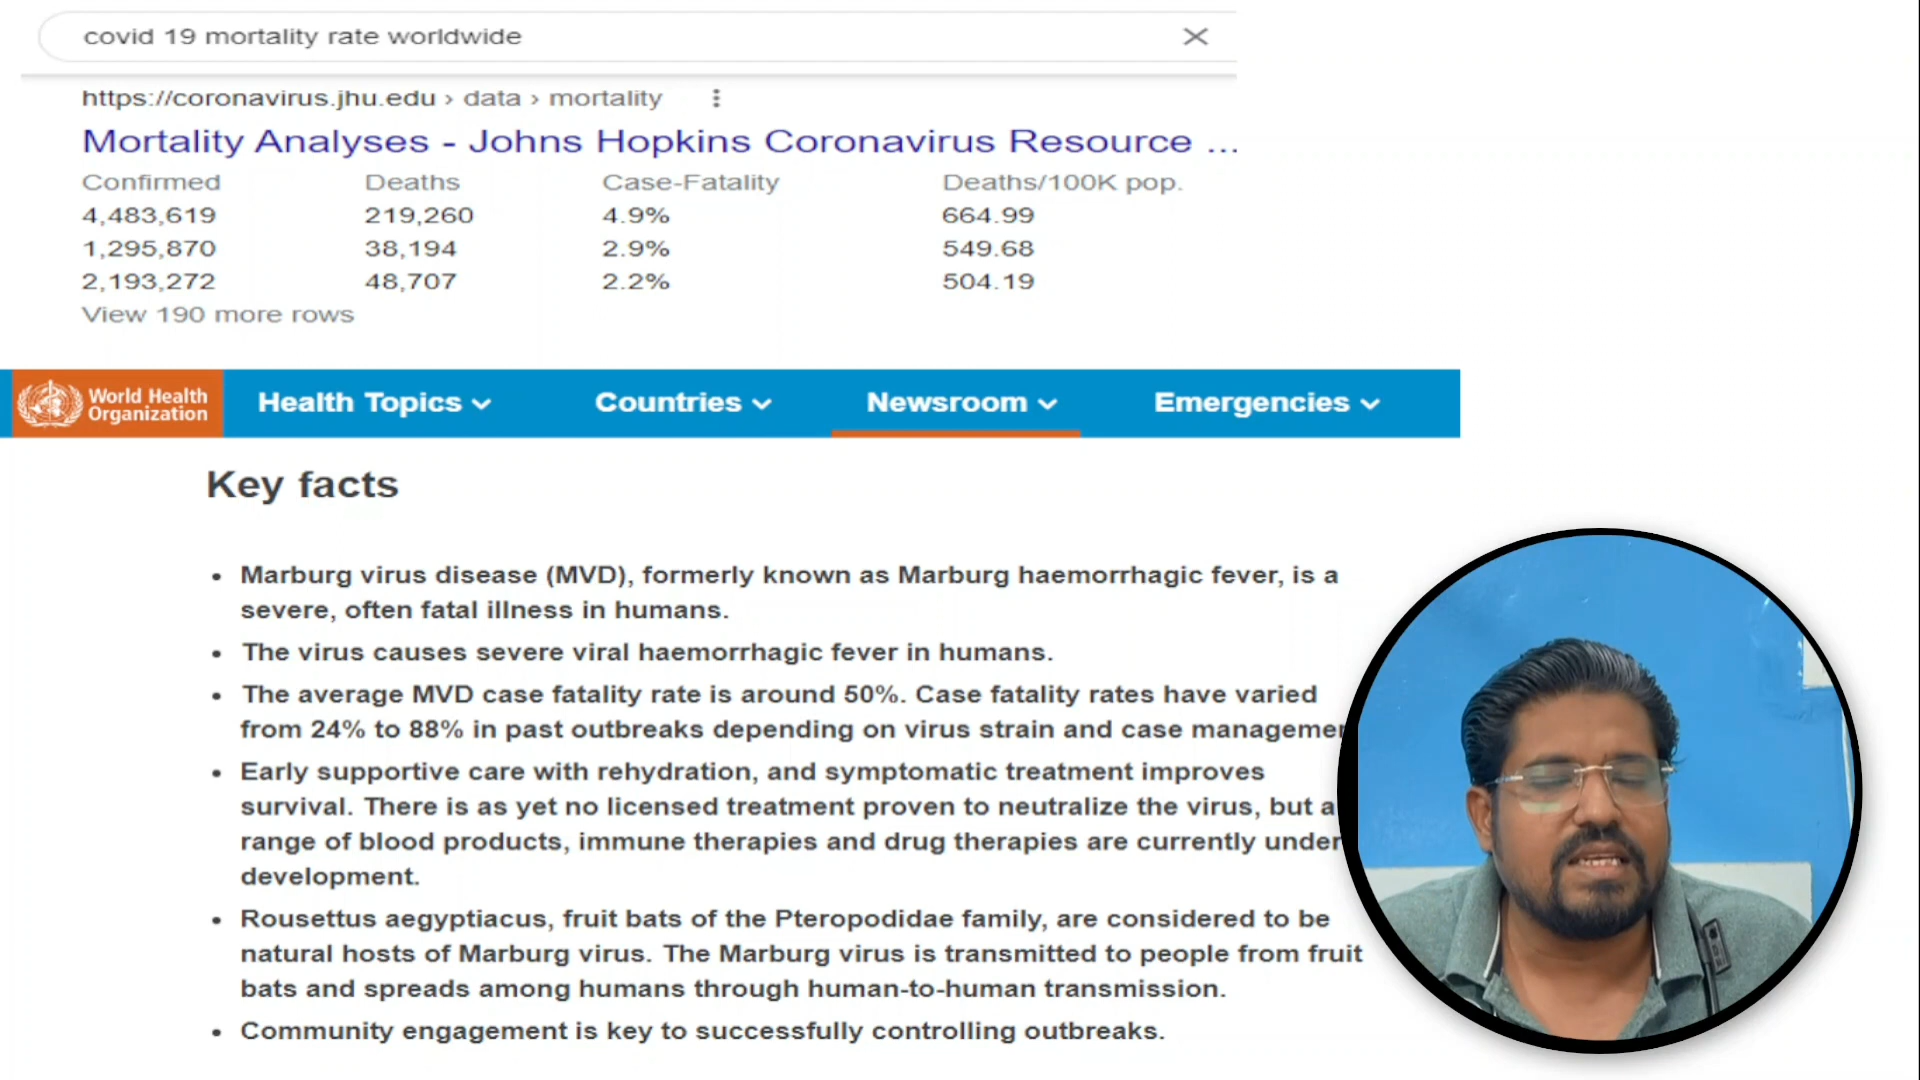 covid 19 mortality rate worldwide
https://coronavirus.jhu.edu › data › mortality
Mortality Analyses - Johns Hopkins Coronavirus Resource ...
Confirmed Deaths Case-Fatality Deaths/100K pop.
4,483,619 219,260 4.9% 664.99
1,295,870 38,194 2.9% 549.68
2,193,272 48,707 2.2% 504.19
View 190 more rows
World Health
Organization
Health Topics Countries Newsroom Emergencies
Key facts
• Marburg virus disease (MVD), formerly known as Marburg haemorrhagic fever, is a
severe, often fatal illness in humans.
• The virus causes severe viral haemorrhagic fever in humans.
• The average MVD case fatality rate is around 50%. Case fatality rates have varied
from 24% to 88% in past outbreaks depending on virus strain and case
• Early supportive care with rehydration, and symptomatic treatment improves
survival. There is as yet no licensed treatment proven to neutralize the virus, but a
range of blood products, immune therapies and drug therapies are currently under
development.
• Rousettus aegyptiacus, fruit bats of the Pteropodidae family, are considered to be
natural hosts of Marburg virus. The Marburg virus is transmitted to people from fruit
bats and spreads among humans through human-to-human transmission.
• Community engagement is key to successfully controlling outbreaks.